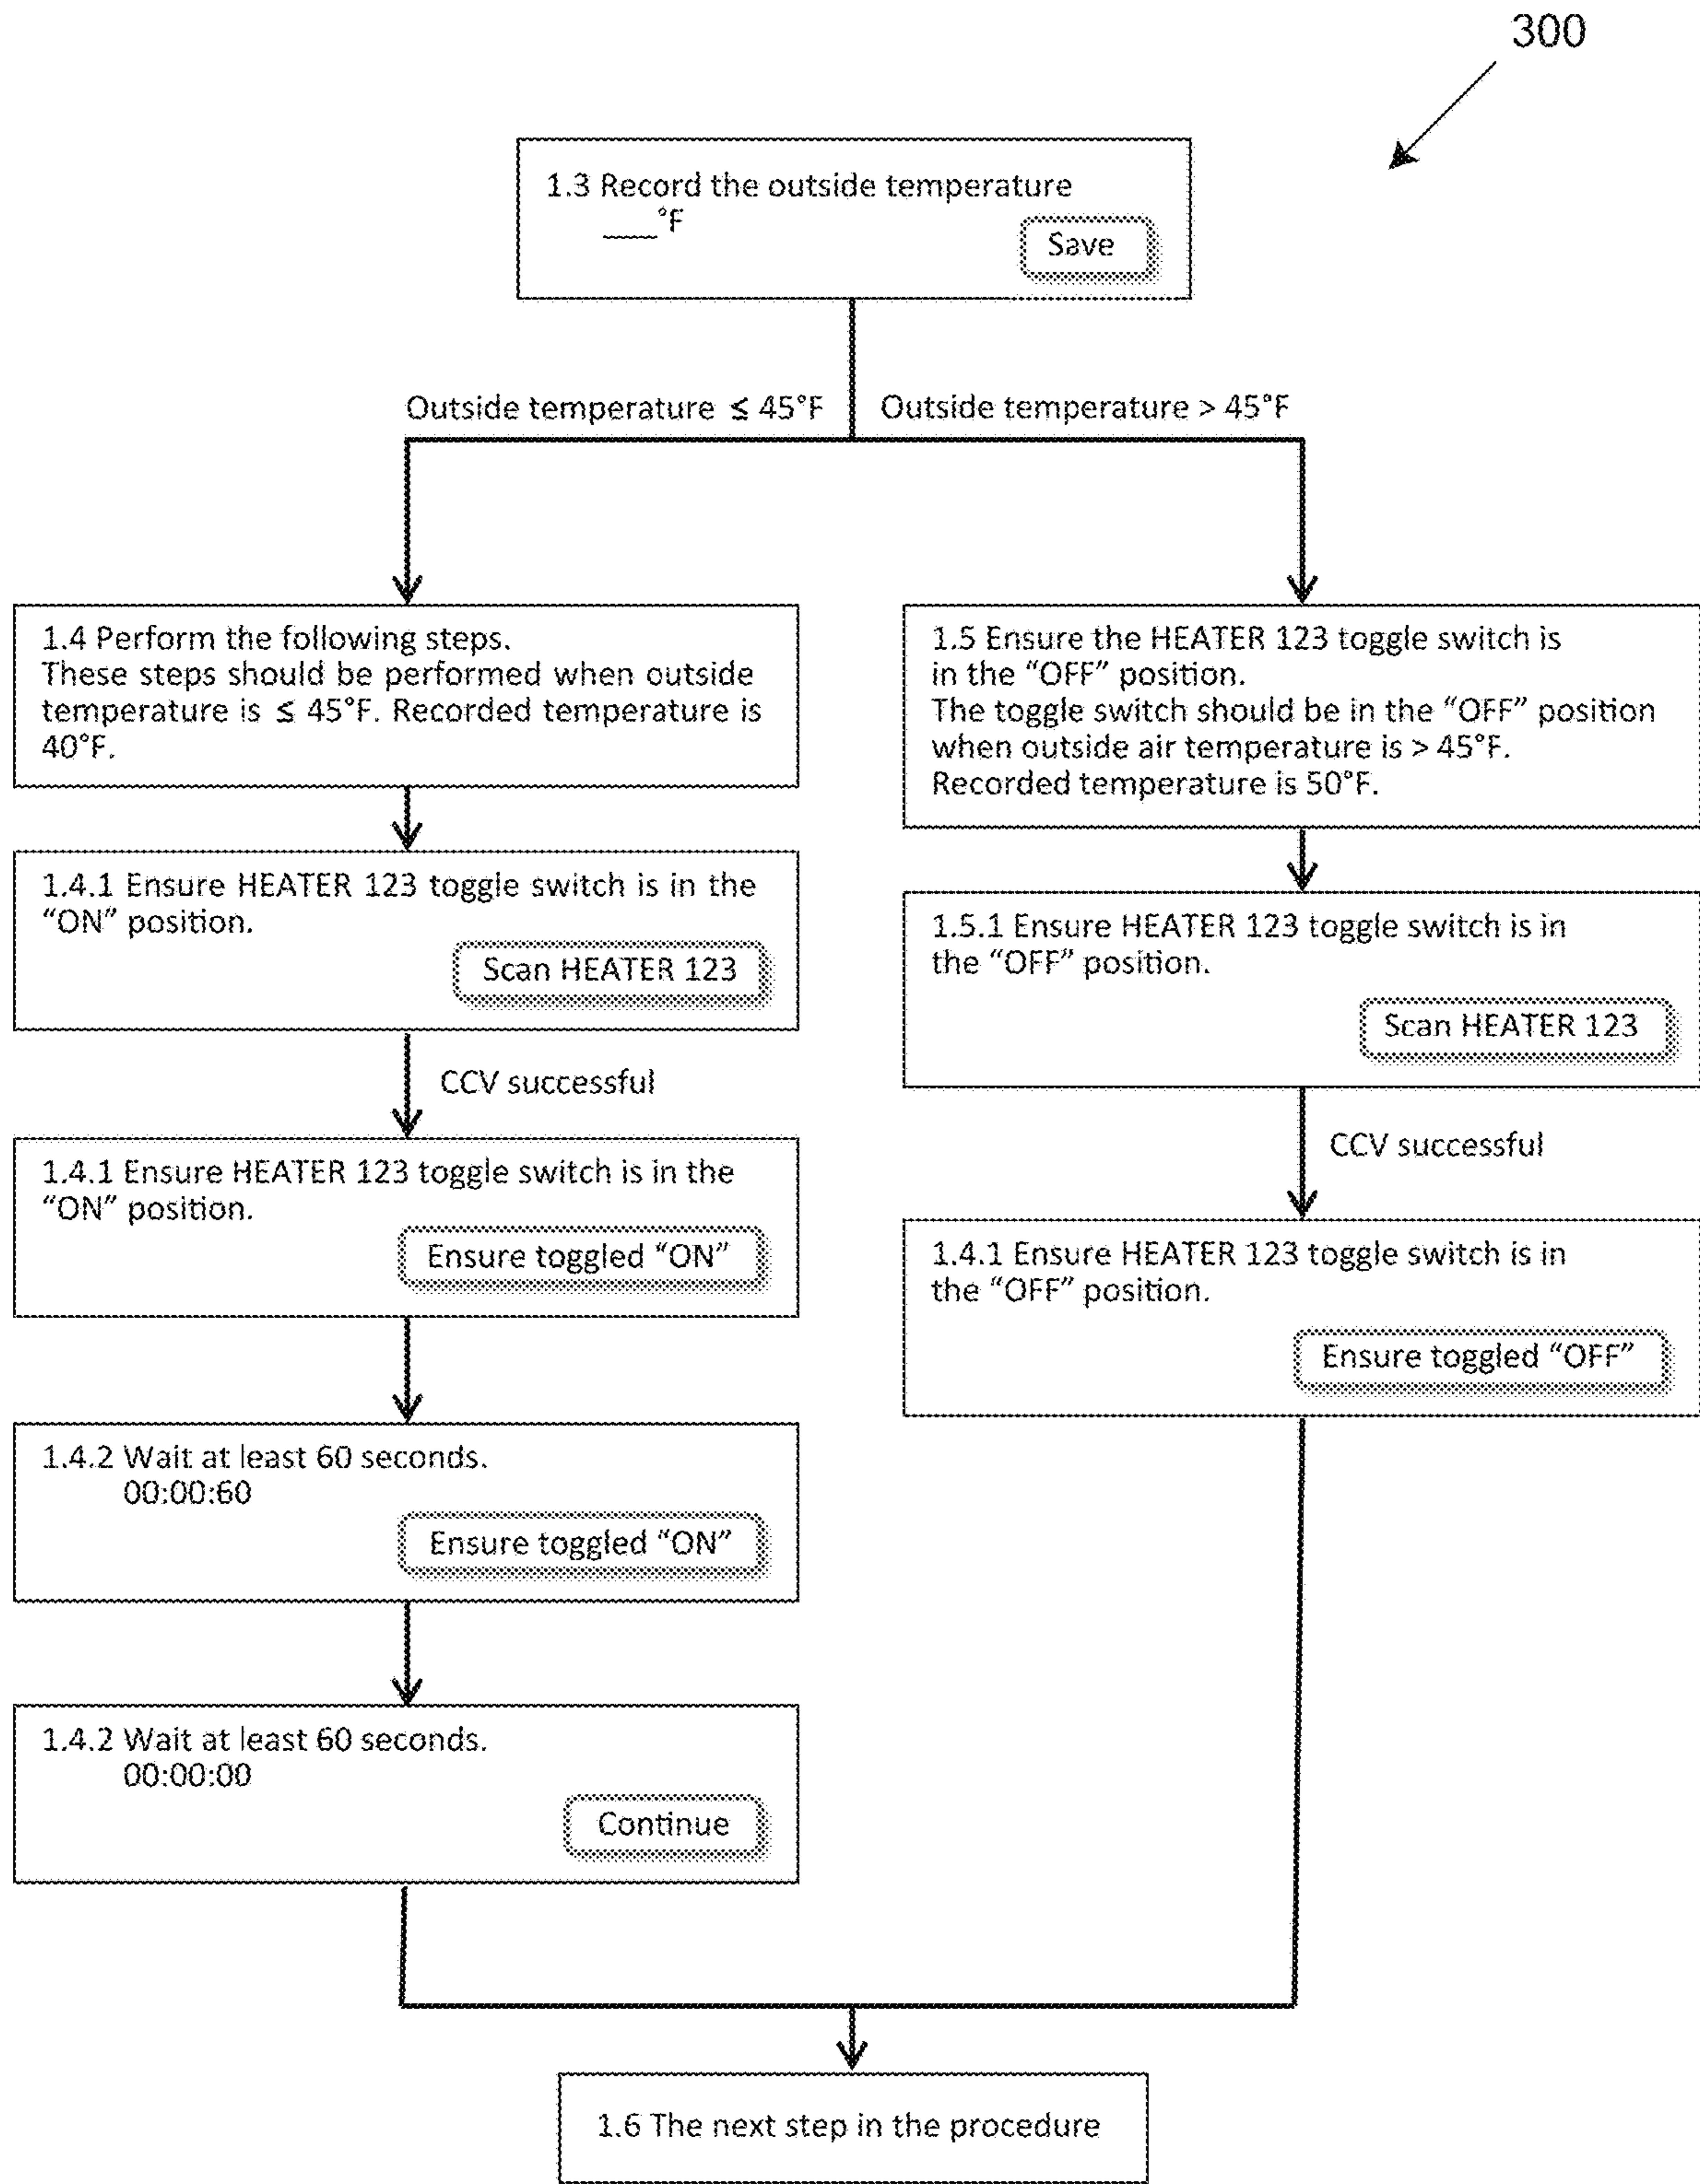 300
1.3 Record the outside temperature
____°F
Save
Outside temperature ≤ 45°F
Outside temperature > 45°F
1.4 Perform the following steps.
These steps should be performed when outside
temperature is ≤ 45°F. Recorded temperature is
40°F.
1.4.1 Ensure HEATER 123 toggle switch is in the
“ON” position.
Scan HEATER 123
CCV successful
1.4.1 Ensure HEATER 123 toggle switch is in the
“ON” position.
Ensure toggled “ON”
1.4.2 Wait at least 60 seconds.
00:00:60
Ensure toggled “ON”
1.4.2 Wait at least 60 seconds.
00:00:00
Continue
1.5 Ensure the HEATER 123 toggle switch is
in the “OFF” position.
The toggle switch should be in the “OFF” position
when outside air temperature is > 45°F.
Recorded temperature is 50°F.
1.5.1 Ensure HEATER 123 toggle switch is in
the “OFF” position.
Scan HEATER 123
CCV successful
1.4.1 Ensure HEATER 123 toggle switch is in
the “OFF” position.
Ensure toggled “OFF”
1.6 The next step in the procedure